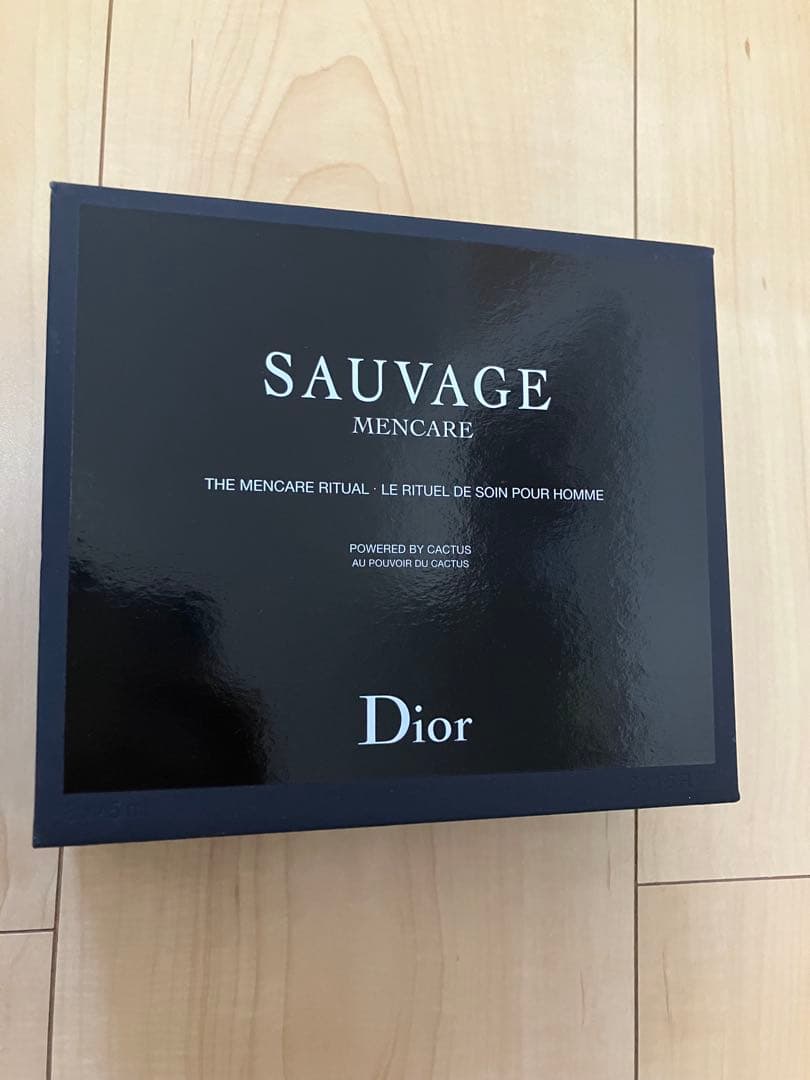 SAUVAGE
MENCARE
THE MENCARE RITUAL · LE RITUEL DE SOIN POUR HOMME
POWERED BY CACTUS
AU POUVOIR DU CACTUS
Dior